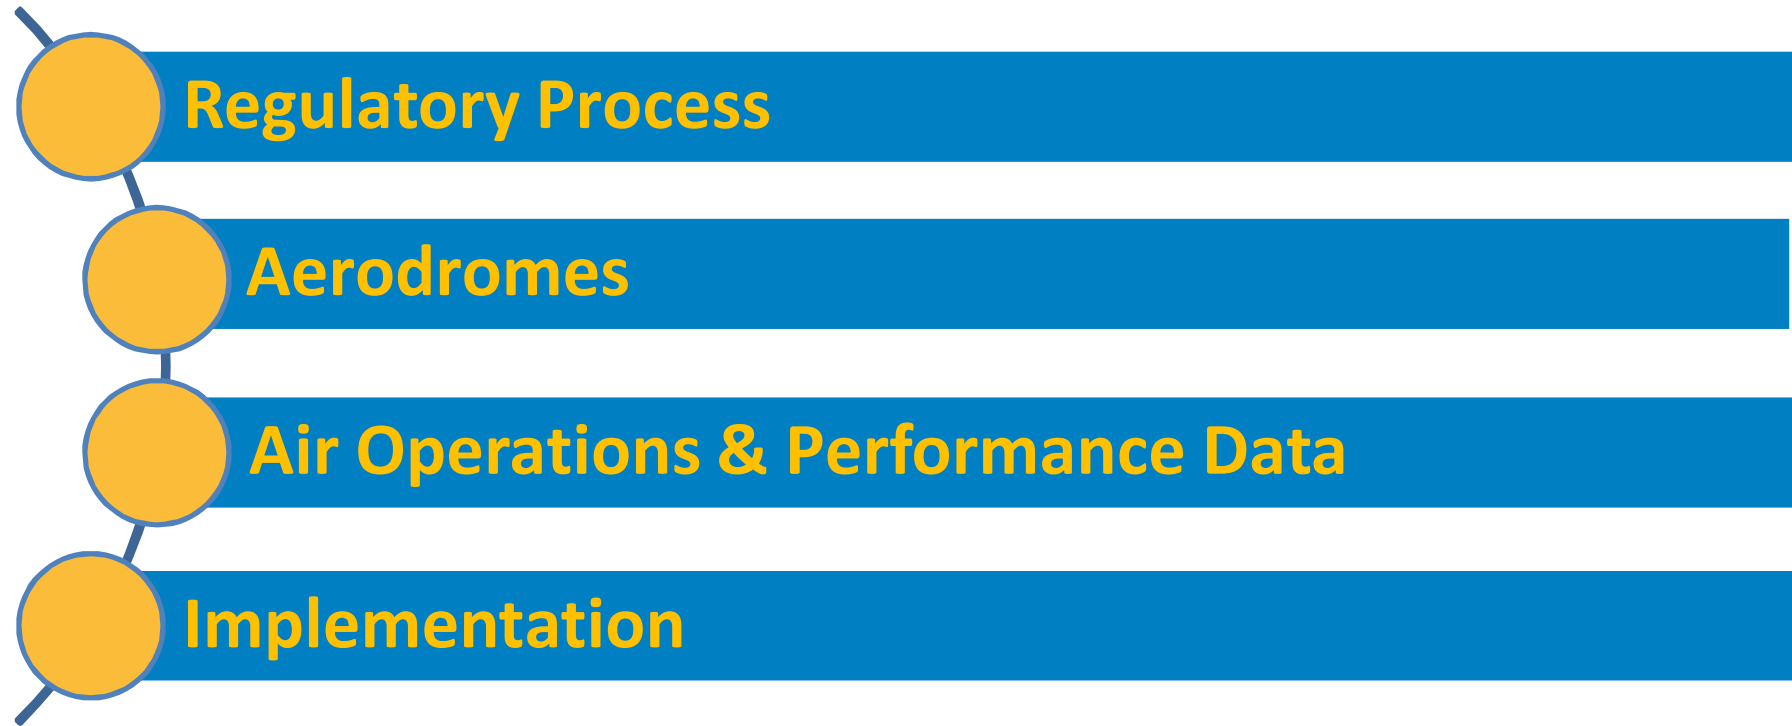 Regulatory Process
Aerodromes
Air Operations & Performance Data
Implementation